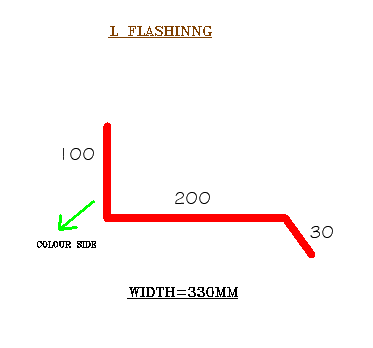 L FLASHINNG
100
200
30
COLOUR SIDE
WIDTH=330MM